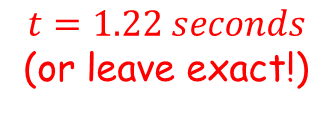 t = 1.22 seconds
(or leave exact!)